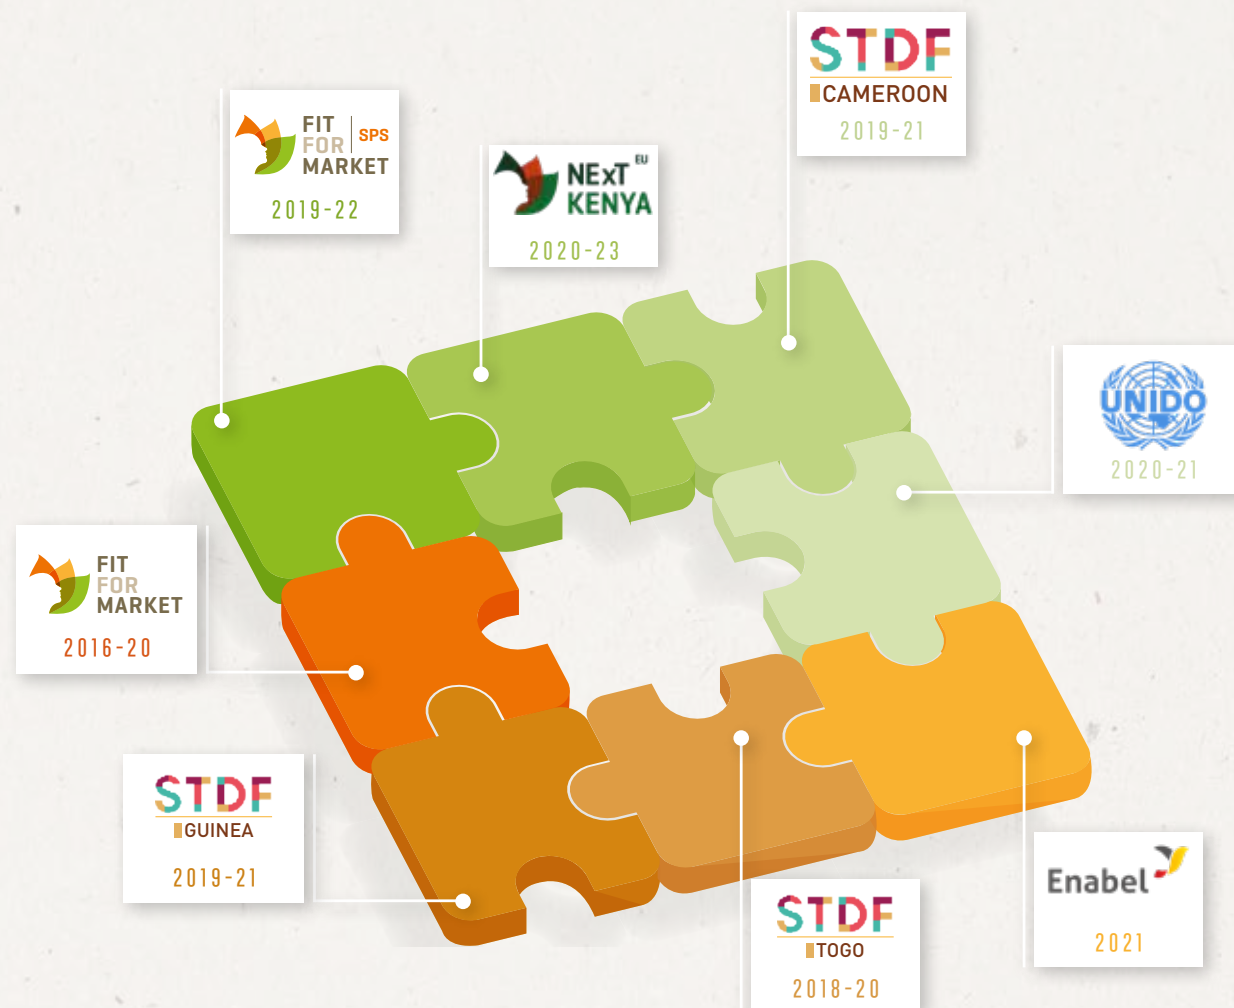 STDF
CAMEROON
2019-21
FIT
FOR
MARKET
SPS
2019-22
NExT EU
KENYA
2020-23
UNIDO
2020-21
FIT
FOR
MARKET
2016-20
STDF
GUINEA
2019-21
Enabel
2021
STDF
TOGO
2018-20